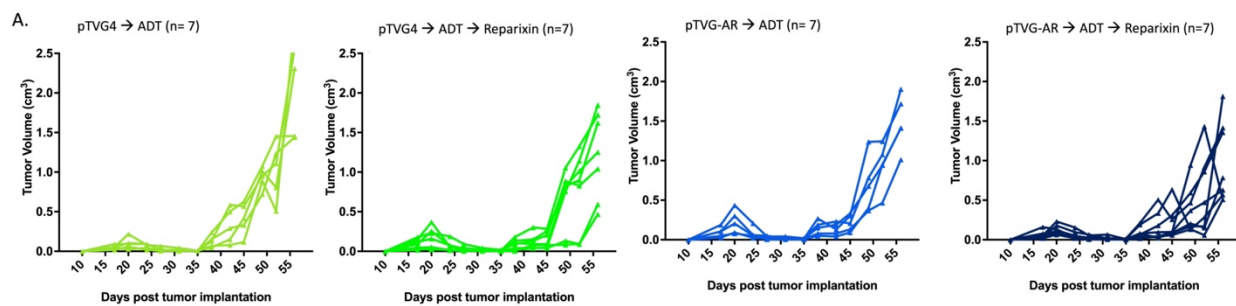 A.
pTVG4 → ADT (n= 7)
2.5
2.0
1.5
1.0
0.5
0.0
Tumor Volume (cm³)
10 15 20 25 30 35 40 45 50 55
Days post tumor implantation
pTVG4 → ADT → Reparixin (n=7)
2.5
2.0
1.5
1.0
0.5
0.0
Tumor Volume (cm³)
10 15 20 25 30 35 40 45 50 55
Days post tumor implantation
pTVG-AR → ADT (n= 7)
2.5
2.0
1.5
1.0
0.5
0.0
Tumor Volume (cm³)
10 15 20 25 30 35 40 45 50 55
Days post tumor implantation
pTVG-AR → ADT → Reparixin (n=7)
2.5
2.0
1.5
1.0
0.5
0.0
Tumor Volume (cm³)
10 15 20 25 30 35 40 45 50 55
Days post tumor implantation